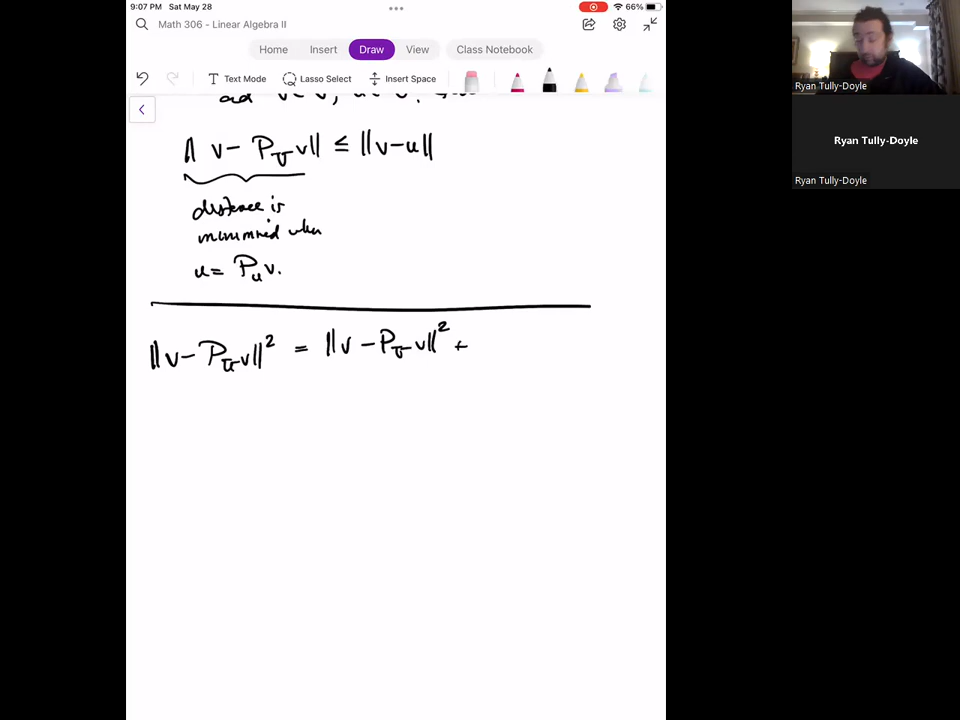 9:07 PM Sat May 28
66%
Math 306 - Linear Algebra II
Home Insert Draw View Class Notebook
Text Mode Lasso Select Insert Space
‖v - P_U v‖ ≤ ‖v-u‖
distance is
minimized when
u = P_U v.
‖v - P_U v‖² = ‖v - P_U v‖² +
Ryan Tully-Doyle
Ryan Tully-Doyle
Ryan Tully-Doyle